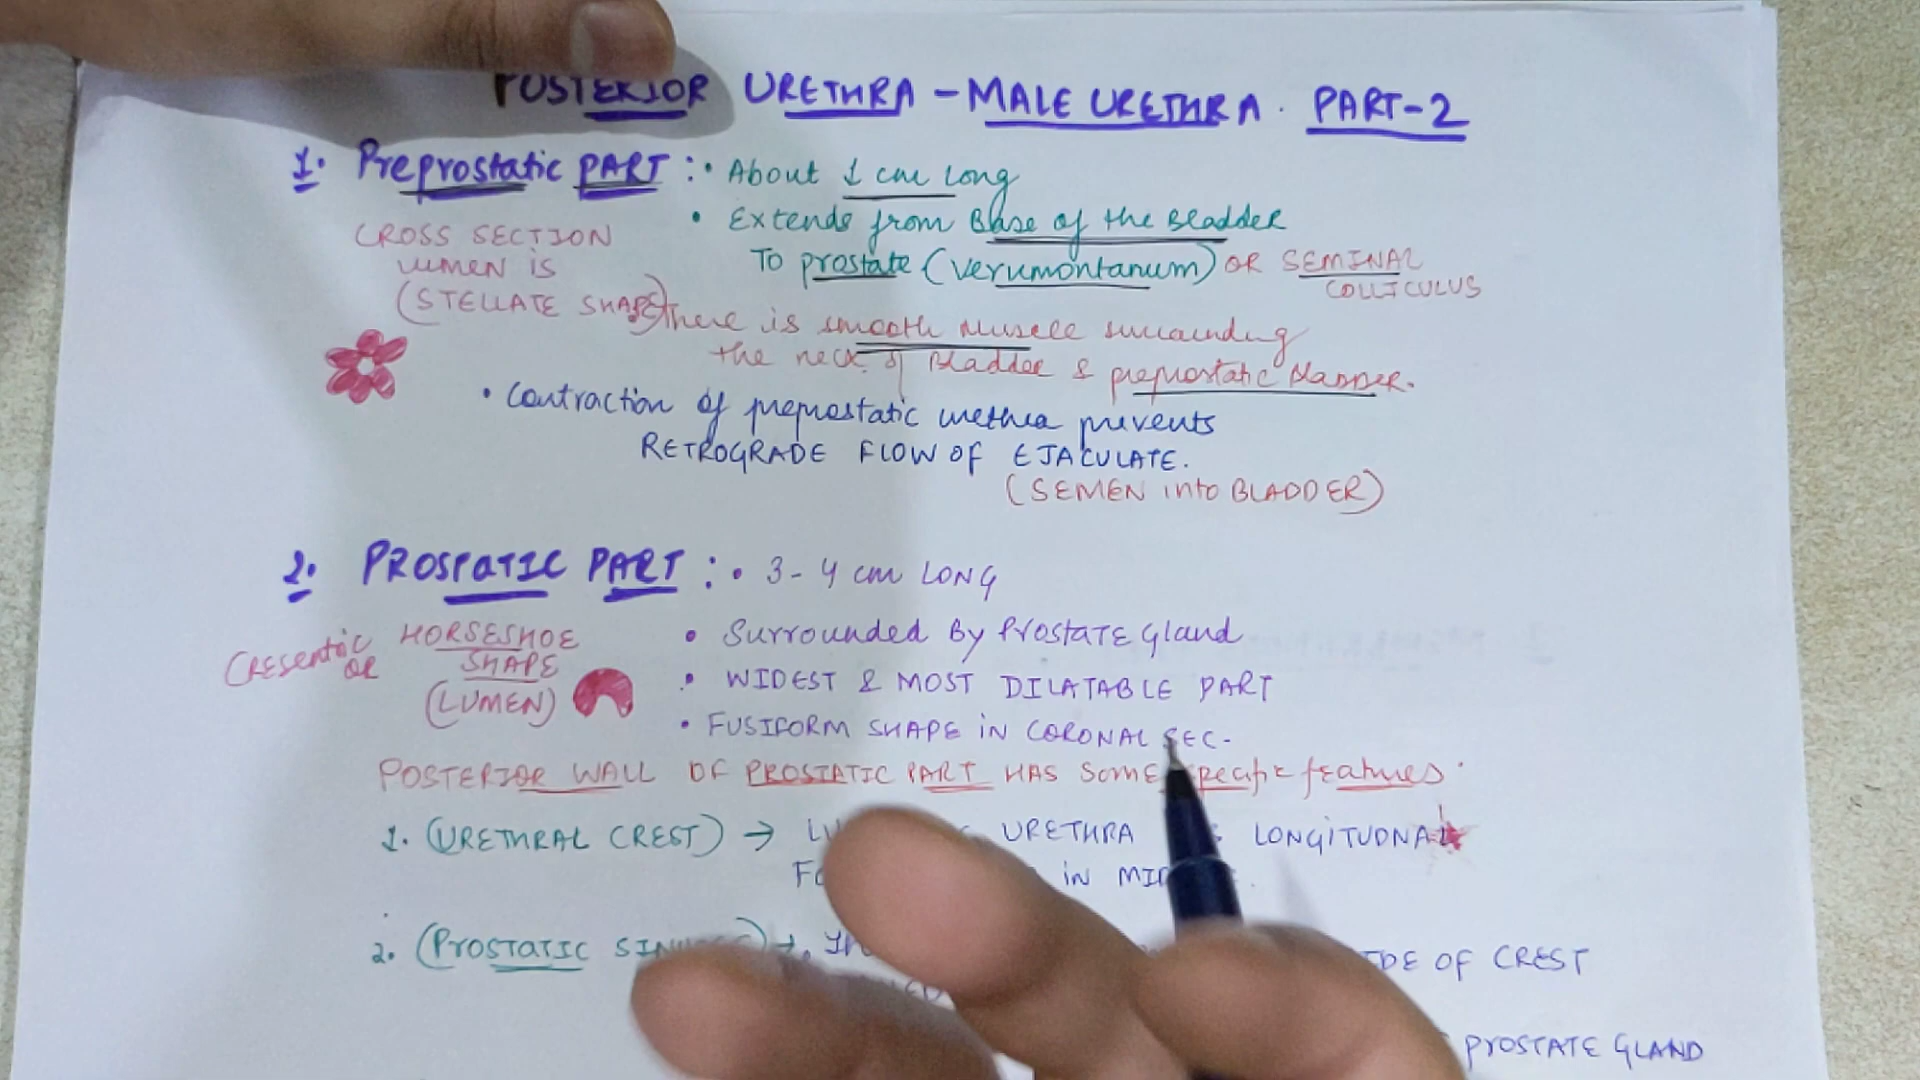 POSTERIOR URETHRA - MALE URETHRA. PART-2
1. Preprostatic PART : • About 1 cm long
• Extends from Base of the Bladder
To prostate (verumontanum) OR SEMINAL COLLICULUS
CROSS SECTION
lumen is
(STELLATE SHAPE)
• There is smooth muscle surrounding
the neck of Bladder & preprostatic Bladder.
• Contraction of preprostatic urethra prevents
RETROGRADE FLOW OF EJACULATE.
(SEMEN into BLADDER)
2. PROSTATIC PART : • 3-4 cm LONG
CRESENTIC OR HORSESHOE SHAPE
(LUMEN)
• Surrounded By Prostate Gland
• WIDEST & MOST DILATABLE PART
• FUSIFORM SHAPE in CORONAL SEC.
POSTERIOR WALL OF PROSTATIC PART HAS Some specific features.
1. (URETHRAL CREST) → URETHRA LONGITUDNAL
in
2. (PROSTATIC → OF CREST
PROSTATE GLAND